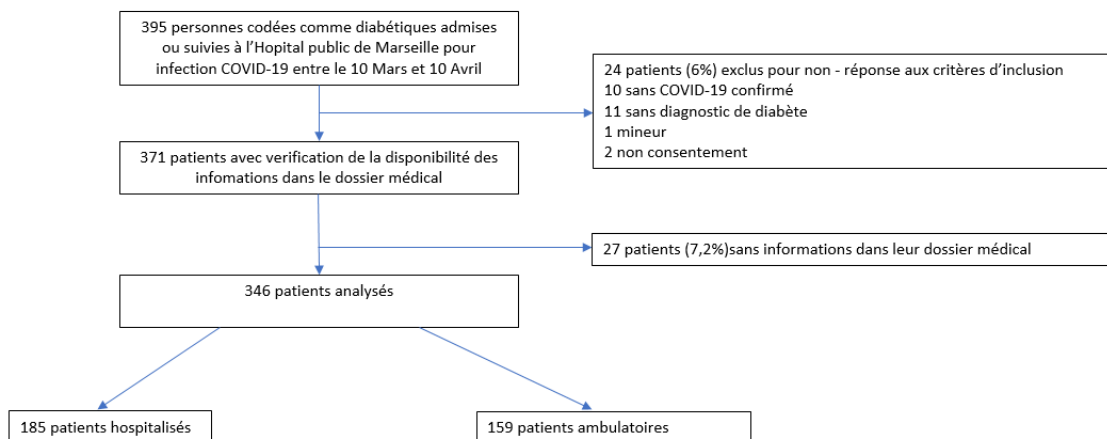 395 personnes codées comme diabétiques admises
ou suivies à l'Hopital public de Marseille pour
infection COVID-19 entre le 10 Mars et 10 Avril
24 patients (6%) exclus pour non - réponse aux critères d'inclusion
10 sans COVID-19 confirmé
11 sans diagnostic de diabète
1 mineur
2 non consentement
371 patients avec verification de la disponibilité des
infomations dans le dossier médical
27 patients (7,2%)sans informations dans leur dossier médical
346 patients analysés
185 patients hospitalisés
159 patients ambulatoires